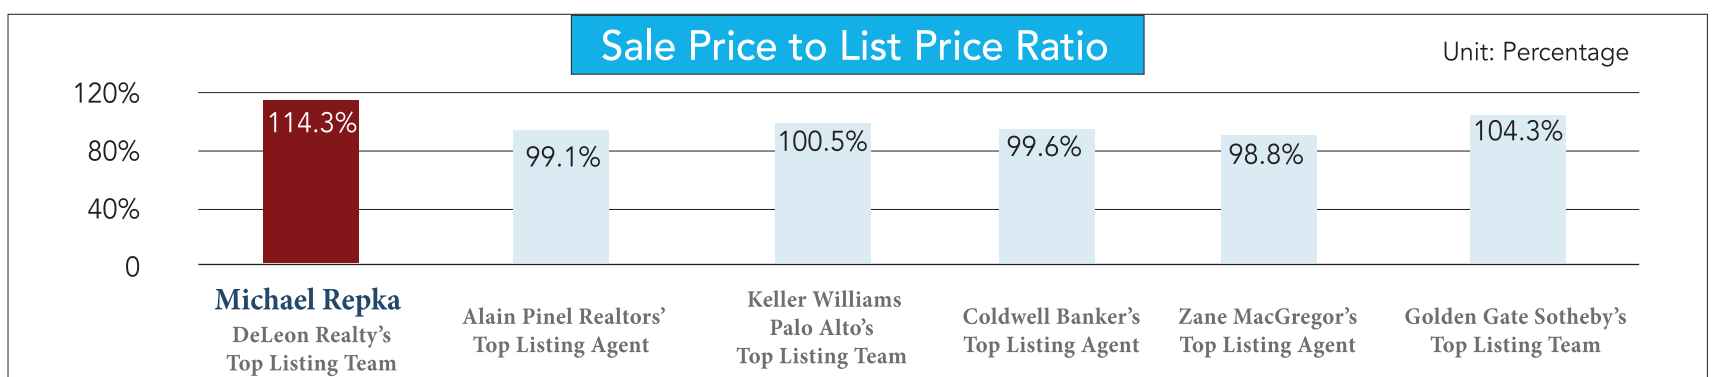 Sale Price to List Price Ratio
Unit: Percentage
120%
80%
40%
0
114.3%
99.1%
100.5%
99.6%
98.8%
104.3%
Michael Repka
DeLeon Realty’s
Top Listing Team
Alain Pinel Realtors’
Top Listing Agent
Keller Williams
Palo Alto’s
Top Listing Team
Coldwell Banker’s
Top Listing Agent
Zane MacGregor’s
Top Listing Agent
Golden Gate Sotheby’s
Top Listing Team